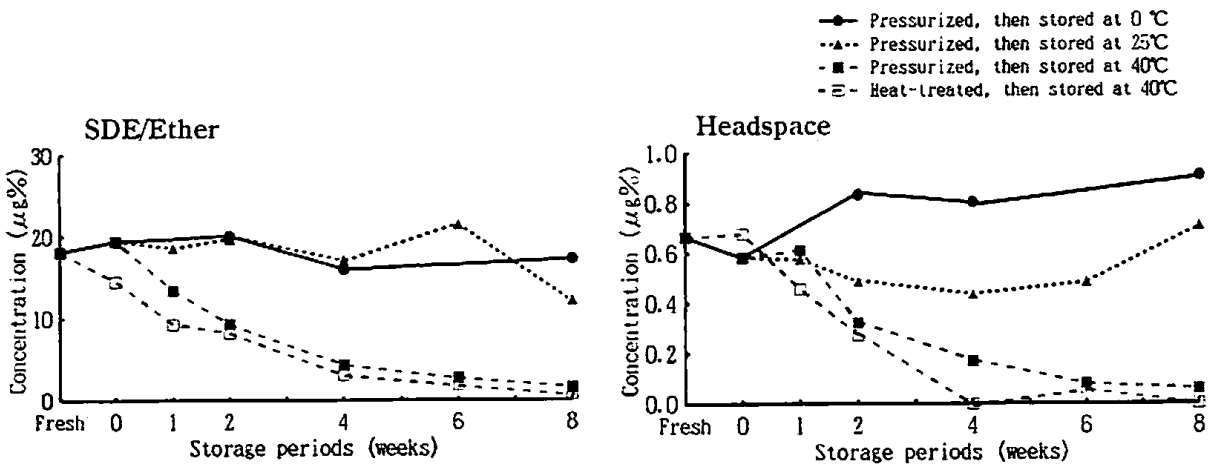 Pressurized, then stored at 0 ℃
Pressurized, then stored at 25℃
Pressurized, then stored at 40℃
Heat-treated, then stored at 40℃
SDE/Ether
30
20
10
0
Concentration (μg%)
Fresh 0 1 2 4 6 8
Storage periods (weeks)
Headspace
1.0
0.8
0.6
0.4
0.2
0.0
Concentration (μg%)
Fresh 0 1 2 4 6 8
Storage periods (weeks)